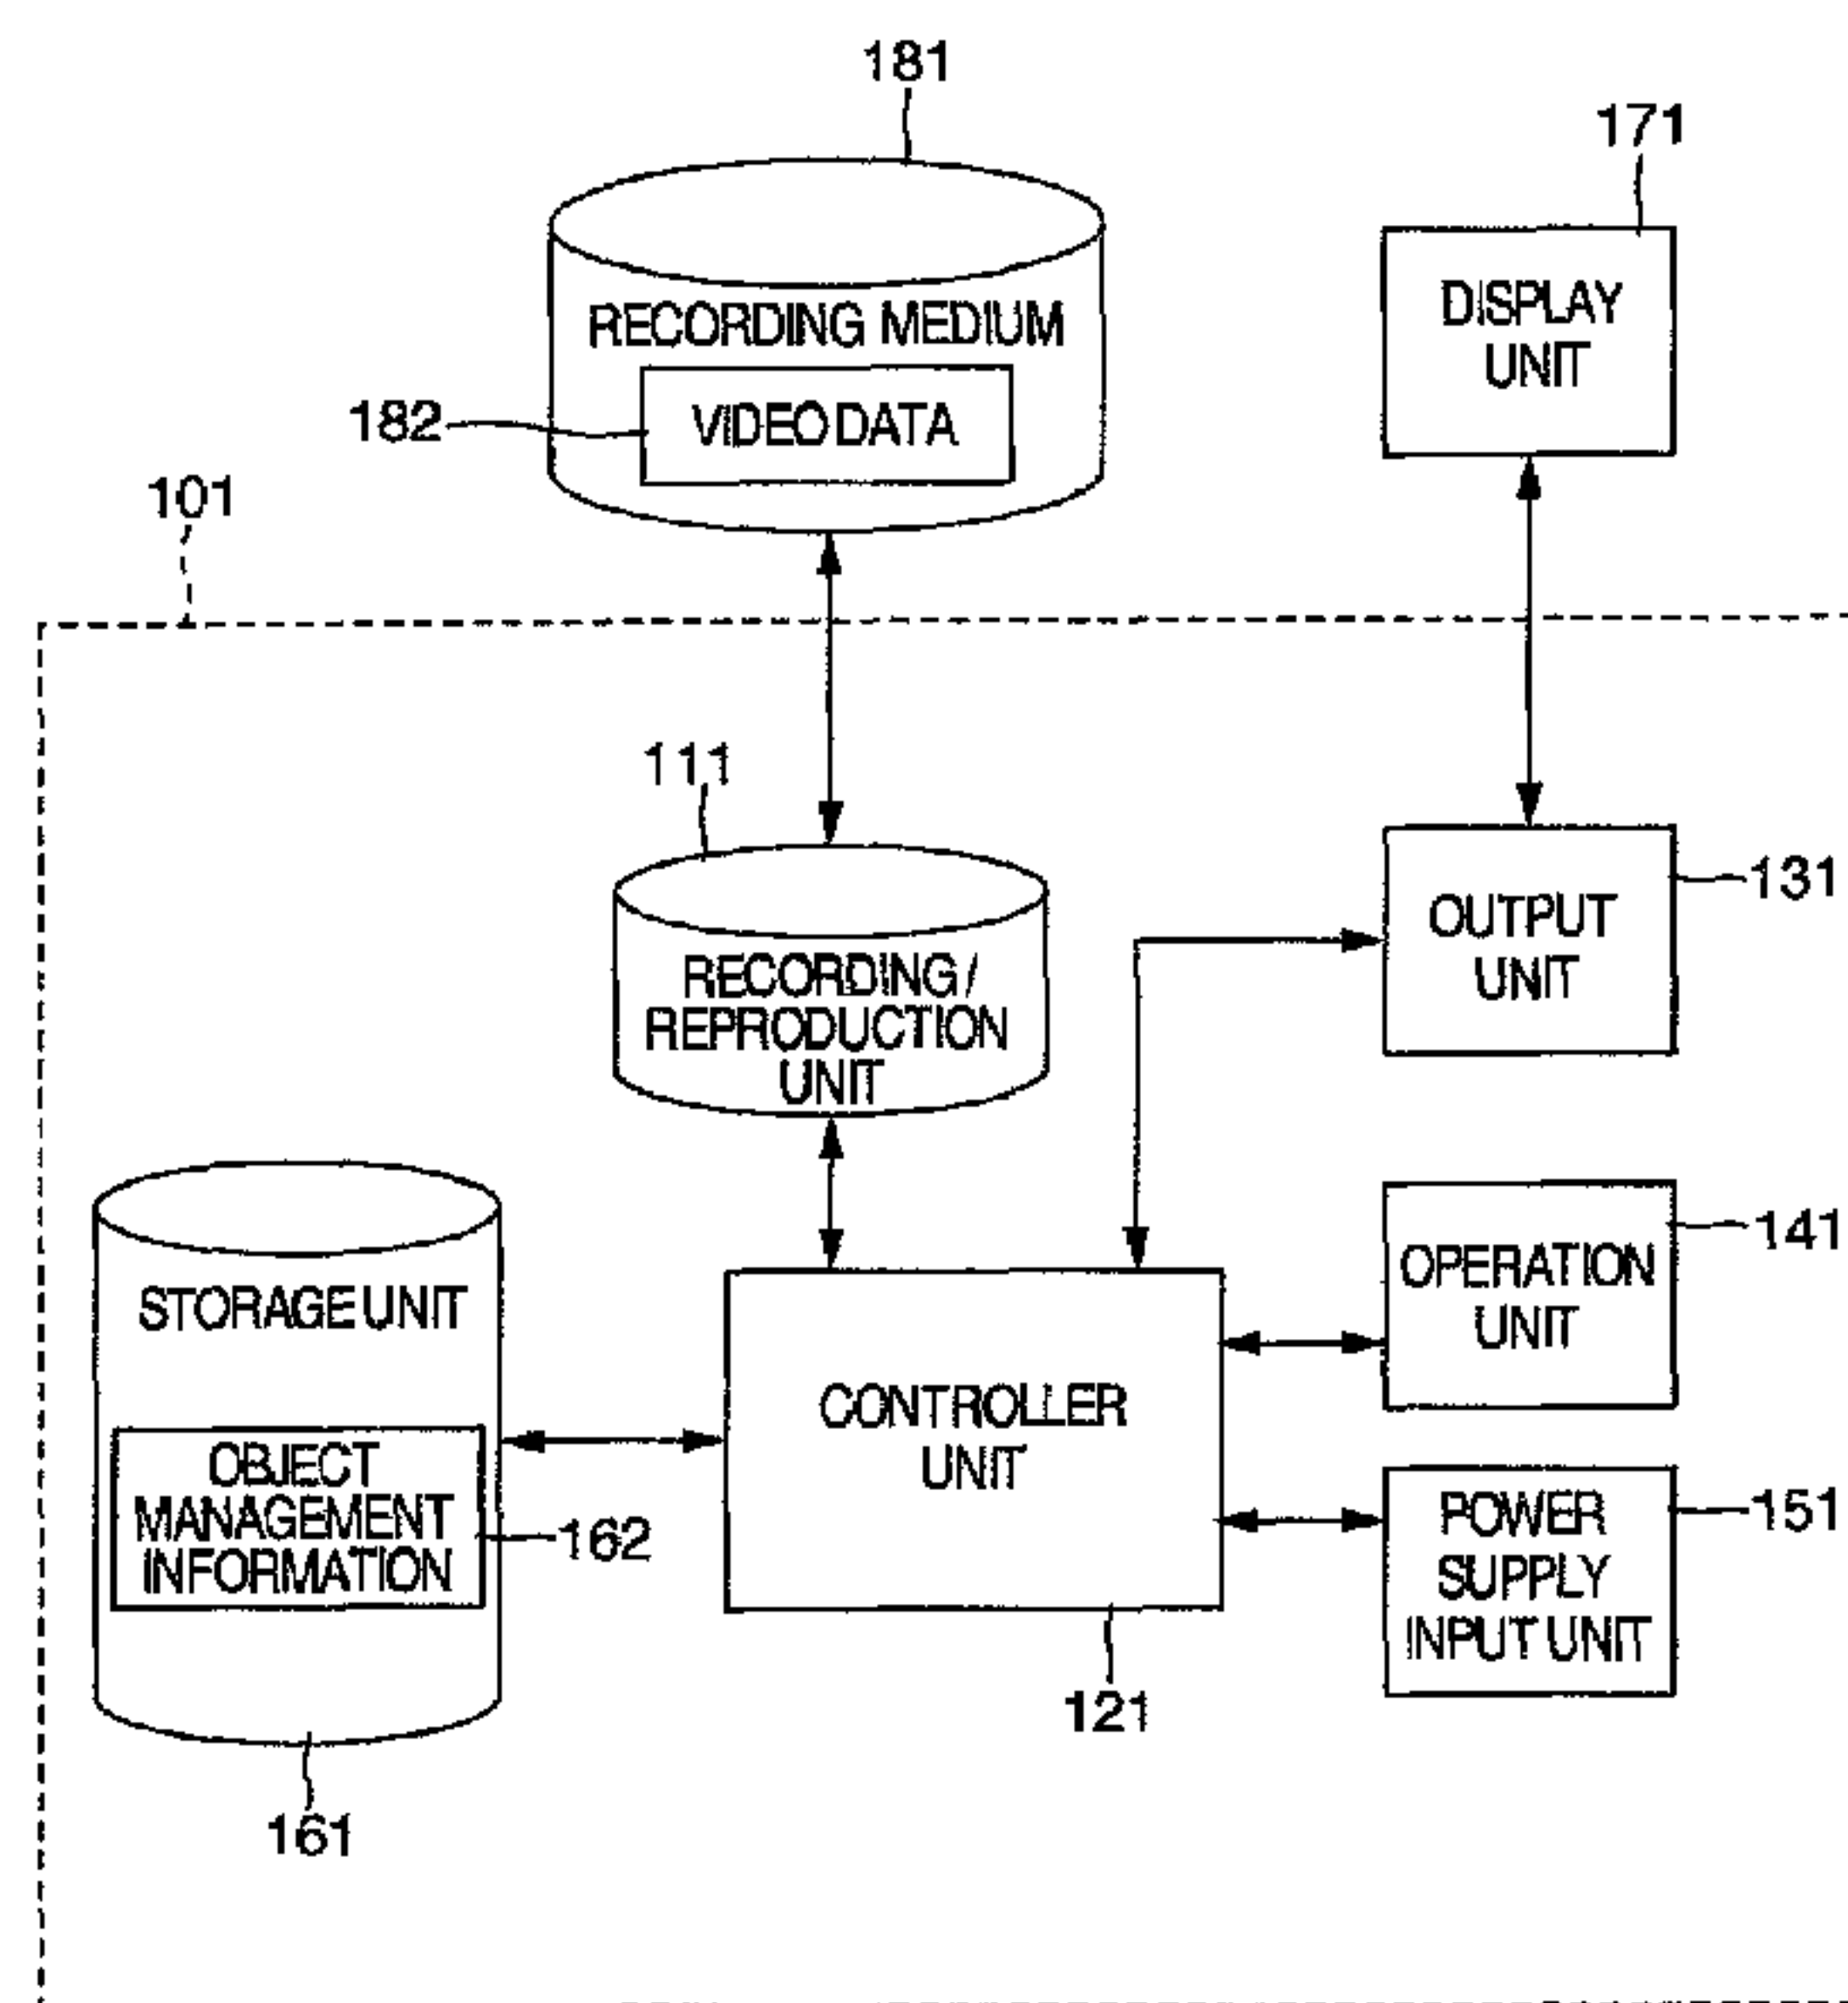 181
171
RECORDING MEDIUM
DISPLAY
UNIT
182
VIDEO DATA
101
111
131
OUTPUT
UNIT
RECORDING /
REPRODUCTION
UNIT
141
STORAGE UNIT
OPERATION
UNIT
CONTROLLER
UNIT
OBJECT
MANAGEMENT
INFORMATION
162
POWER
SUPPLY
INPUT UNIT
151
121
161